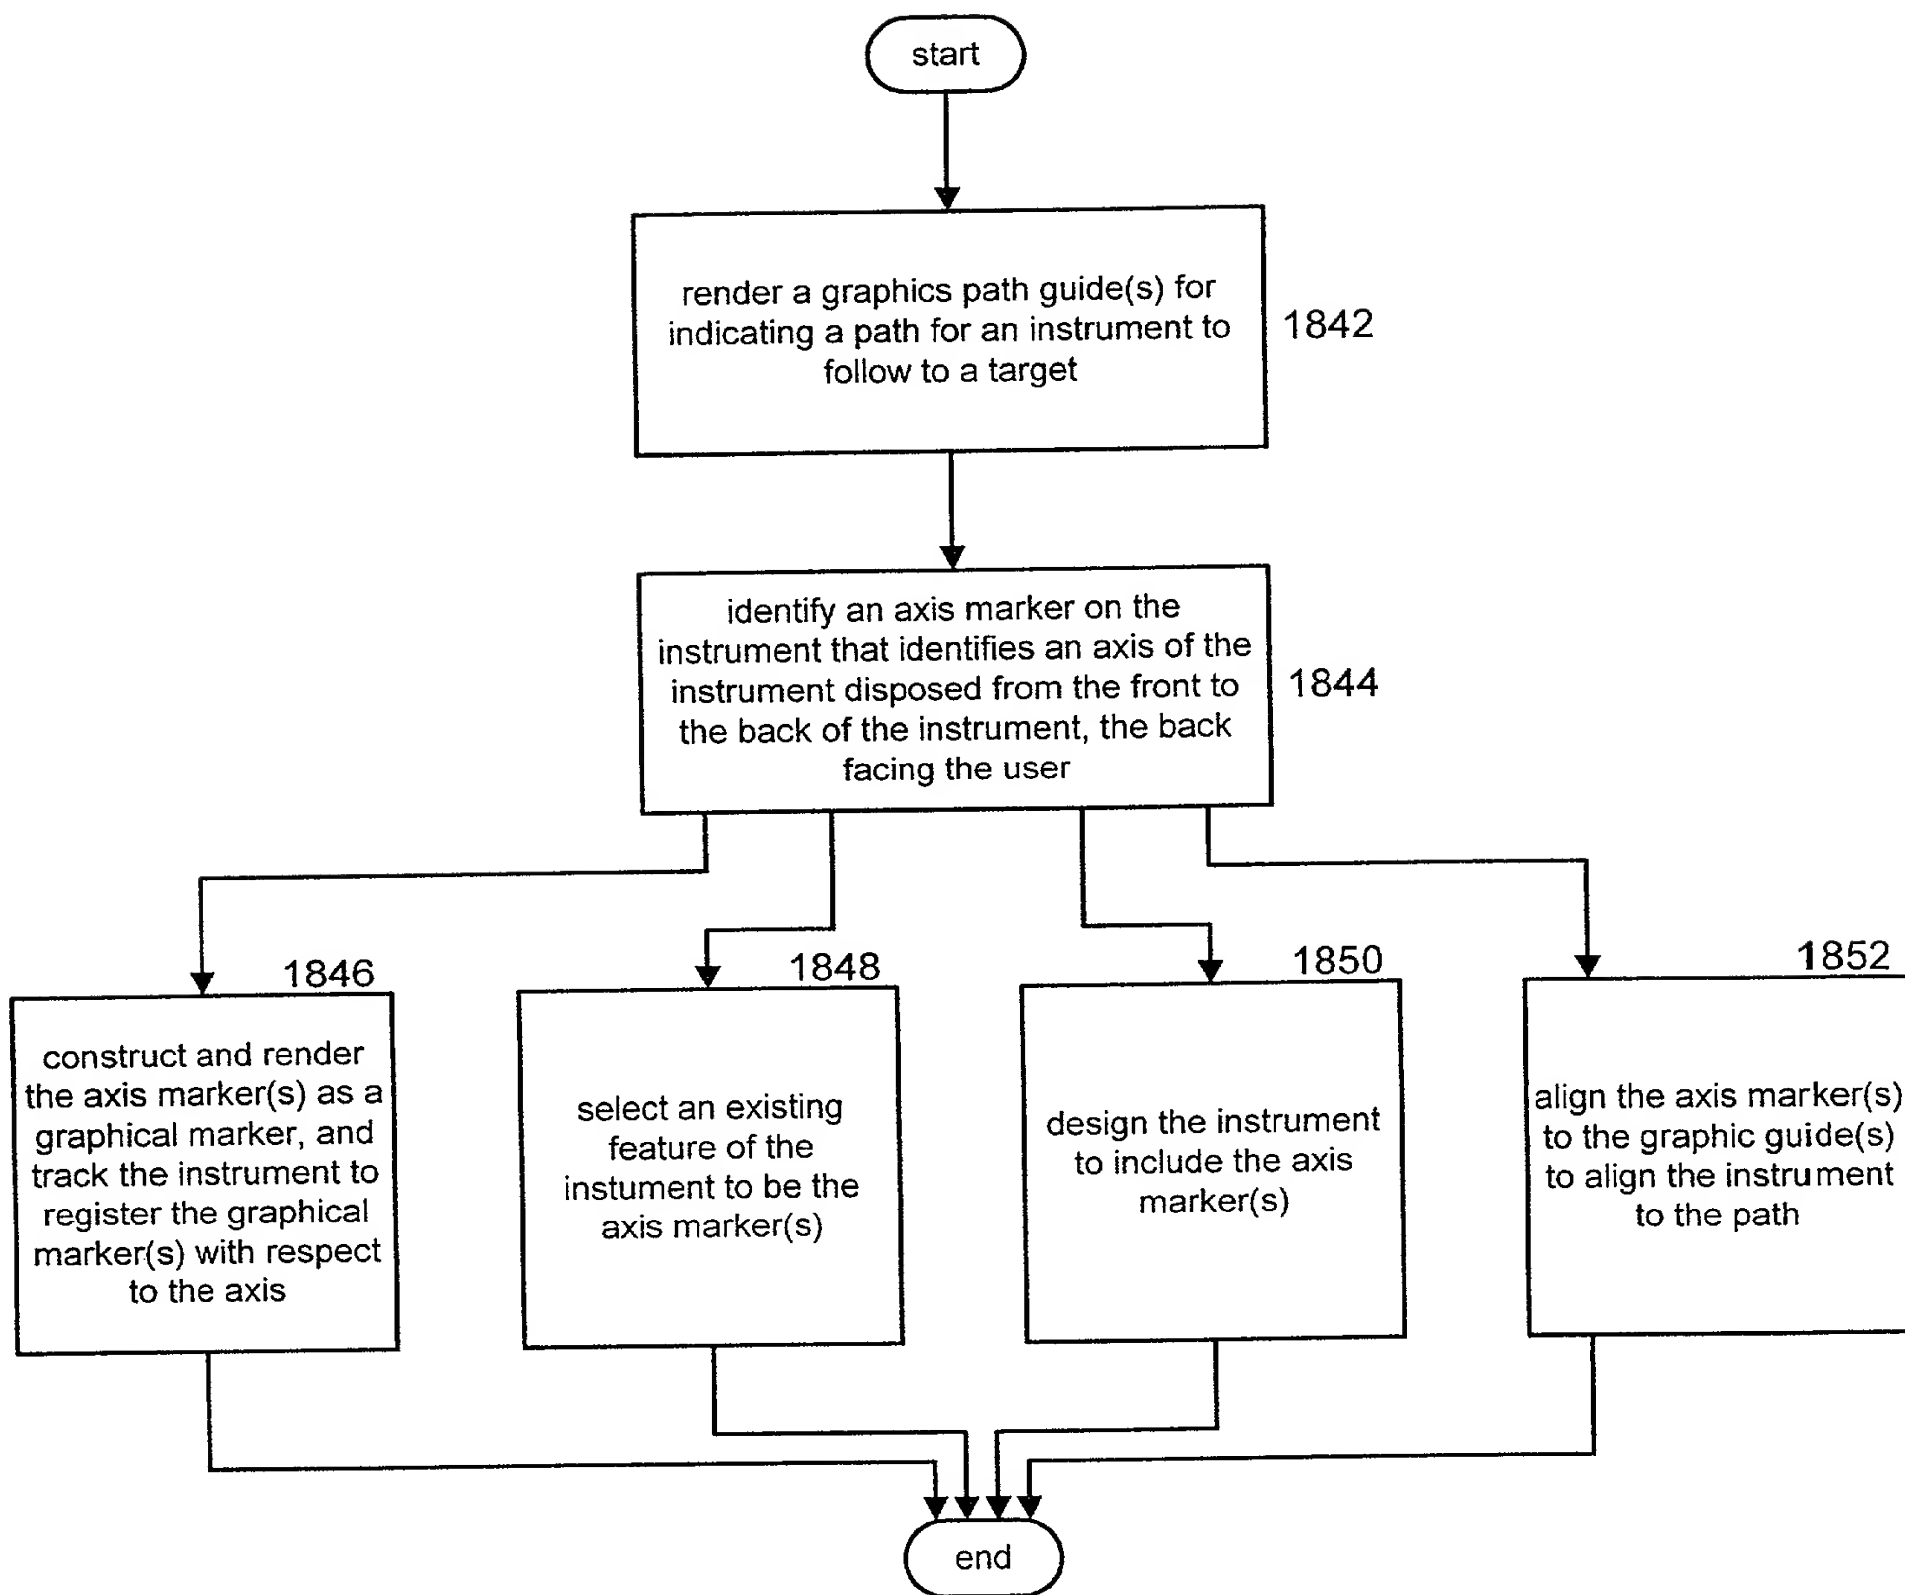 start
render a graphics path guide(s) for
indicating a path for an instrument to
follow to a target
1842
identify an axis marker on the
instrument that identifies an axis of the
instrument disposed from the front to
the back of the instrument, the back
facing the user
1844
1846
construct and render
the axis marker(s) as a
graphical marker, and
track the instrument to
register the graphical
marker(s) with respect
to the axis
1848
select an existing
feature of the
instument to be the
axis marker(s)
1850
design the instrument
to include the axis
marker(s)
1852
align the axis marker(s)
to the graphic guide(s)
to align the instrument
to the path
end